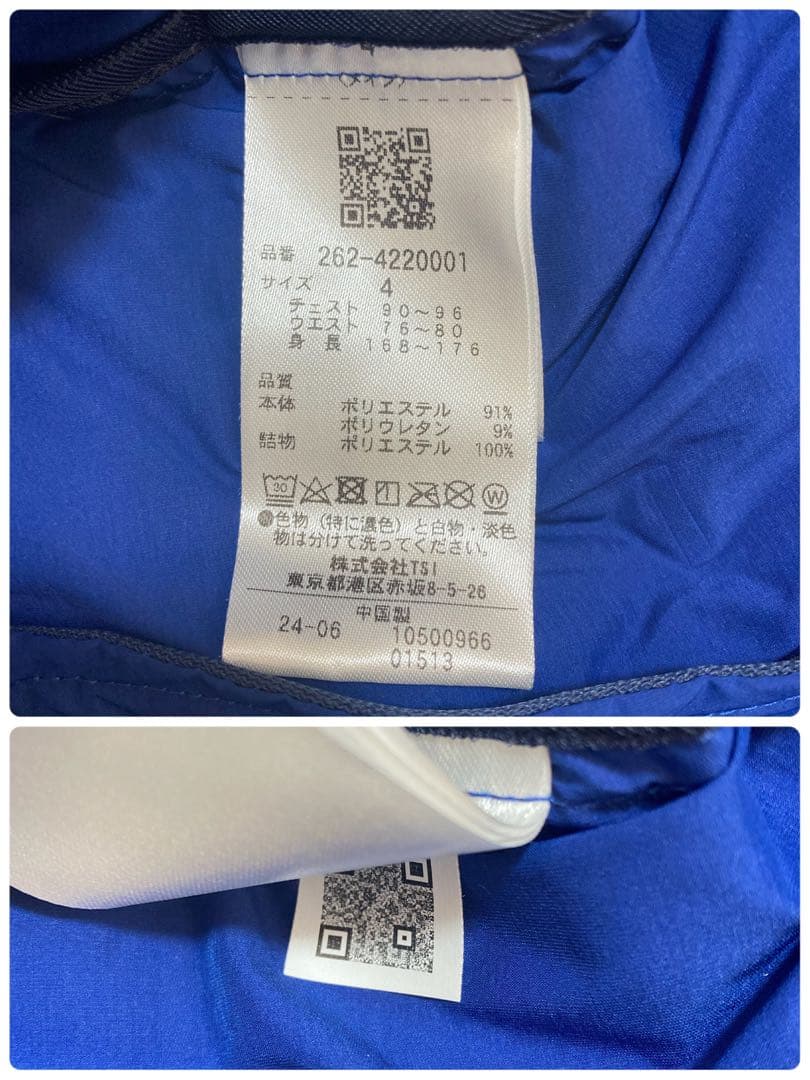 (メイン)
品番 262-4220001
サイズ 4
チェスト 90～96
ウエスト 76～80
身長 168～176
品質
本体 ポリエステル 91%
ポリウレタン 9%
詰物 ポリエステル 100%
30 W
色物(特に濃色)と白物・淡色
物は分けて洗ってください。
株式会社TSI
東京都港区赤坂8-5-26
中国製
24-06 10500966
01513